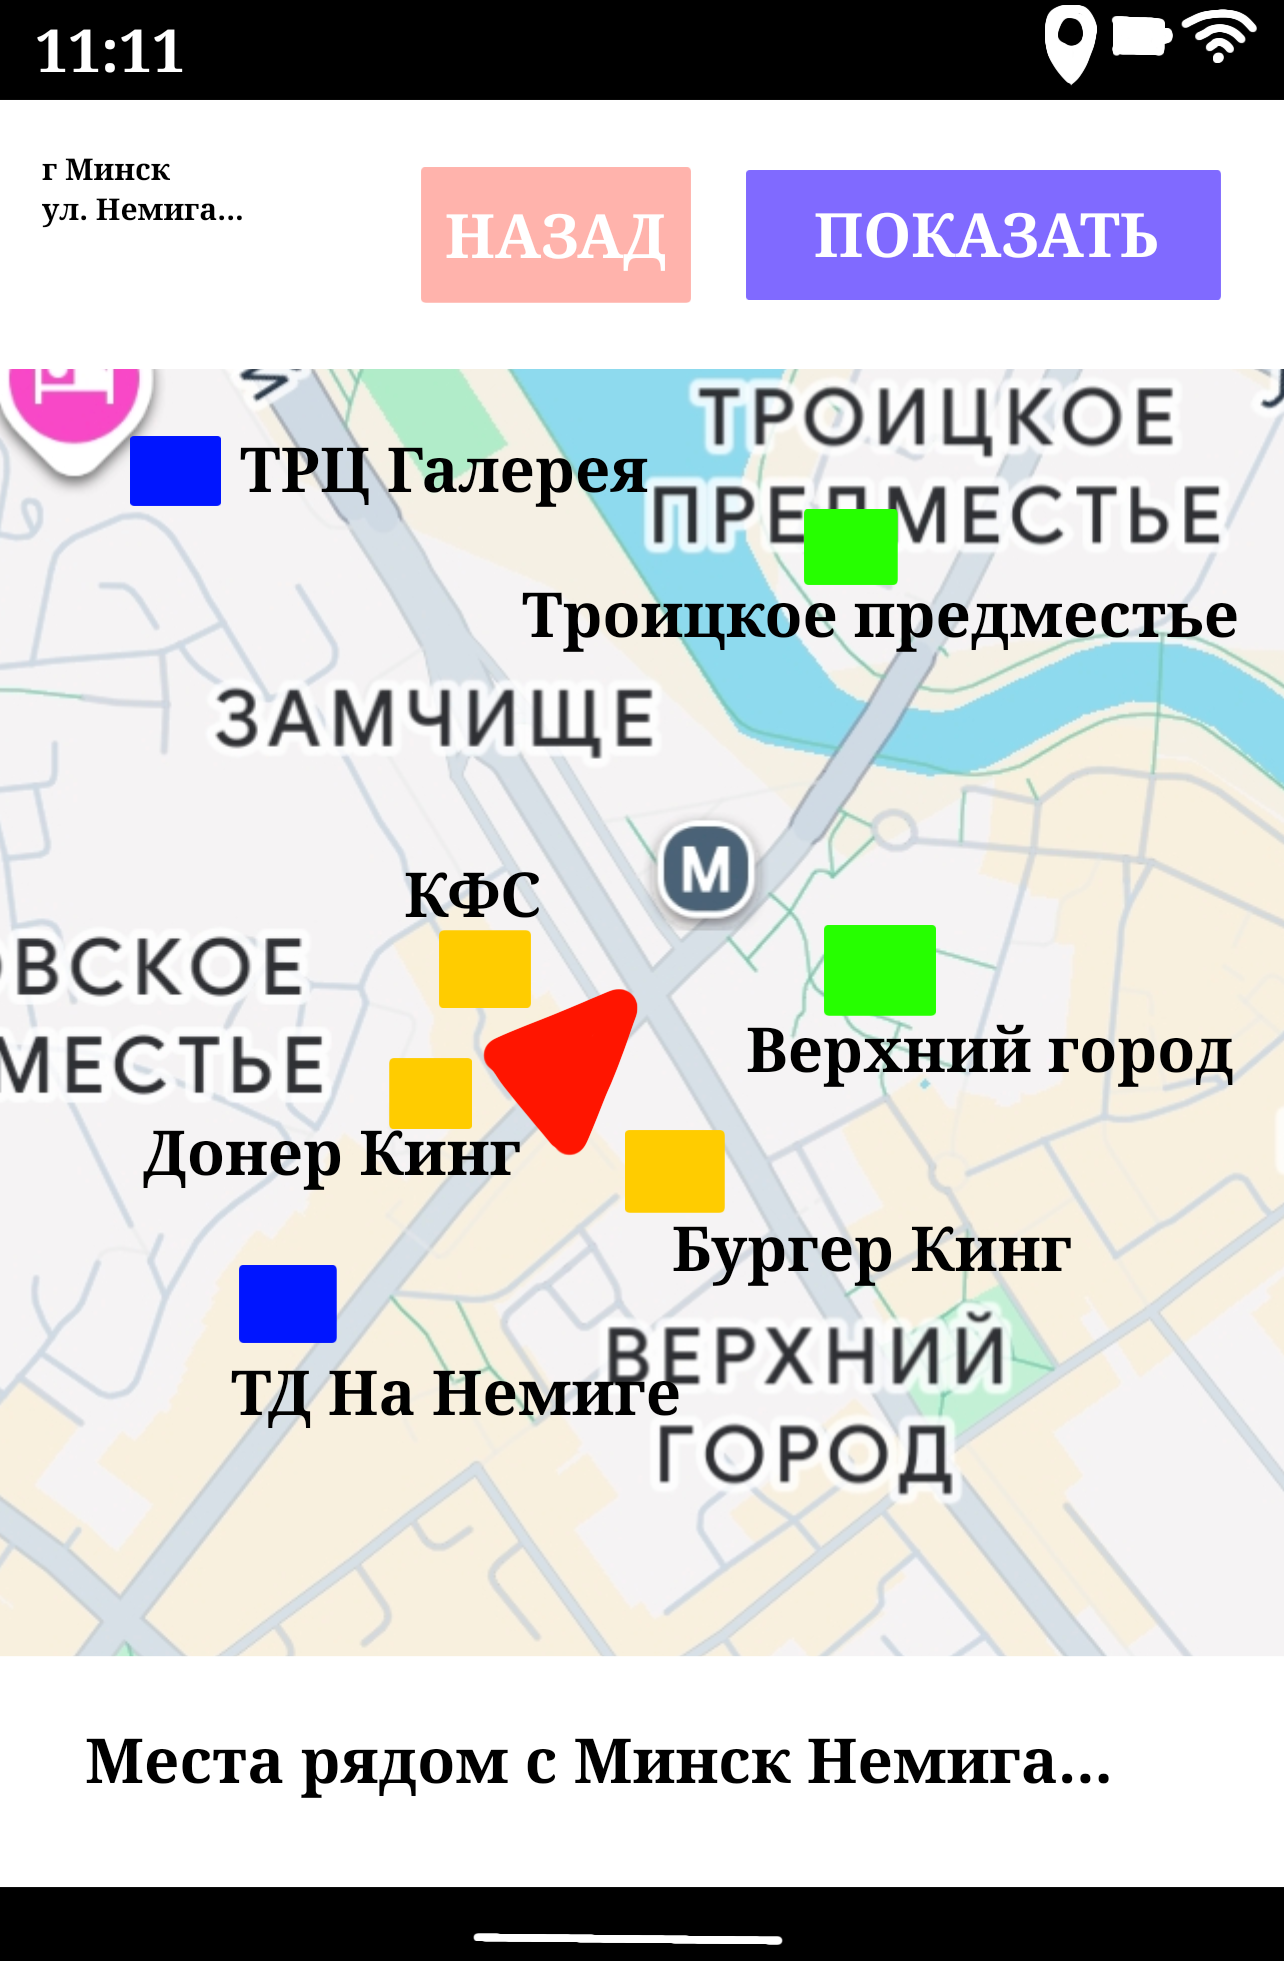 11:11
г Минск
ул. Немига...
НАЗАД
ПОКАЗАТЬ
ТРОИЦКОЕ
ТРЦ Галерея
ПРЕДМЕСТЬЕ
Троицкое предместье
ЗАМЧИЩЕ
М
КФС
ОВСКОЕ
МЕСТЬЕ
Верхний город
Донер Кинг
Бургер Кинг
ВЕРХНИЙ
ГОРОД
ТД На Немиге
Места рядом с Минск Немига...